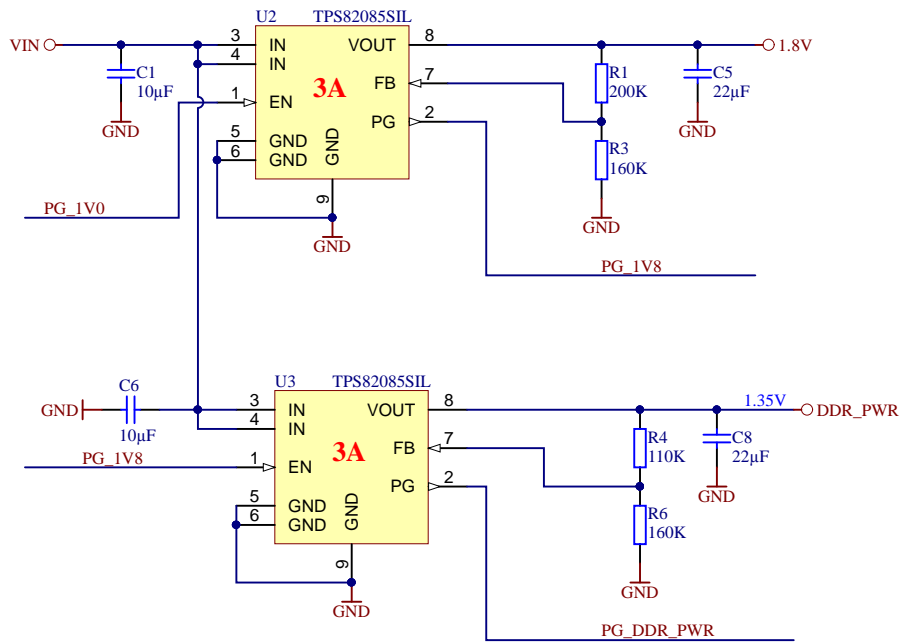 U2 TPS82085SIL
VIN
3 IN VOUT 8 1.8V
4 IN
C1
10µF
R1
200K
C5
22µF
FB 7
3A
1 EN
PG 2
GND
GND
5 GND
6 GND
GND
R3
160K
9
PG_1V0
GND
GND
PG_1V8
U3 TPS82085SIL
C6
GND
10µF
3 IN VOUT 8 1.35V DDR_PWR
4 IN
R4
110K
C8
22µF
FB 7
3A
PG_1V8
1 EN
PG 2
GND
5 GND
6 GND
GND
R6
160K
9
GND
GND
PG_DDR_PWR